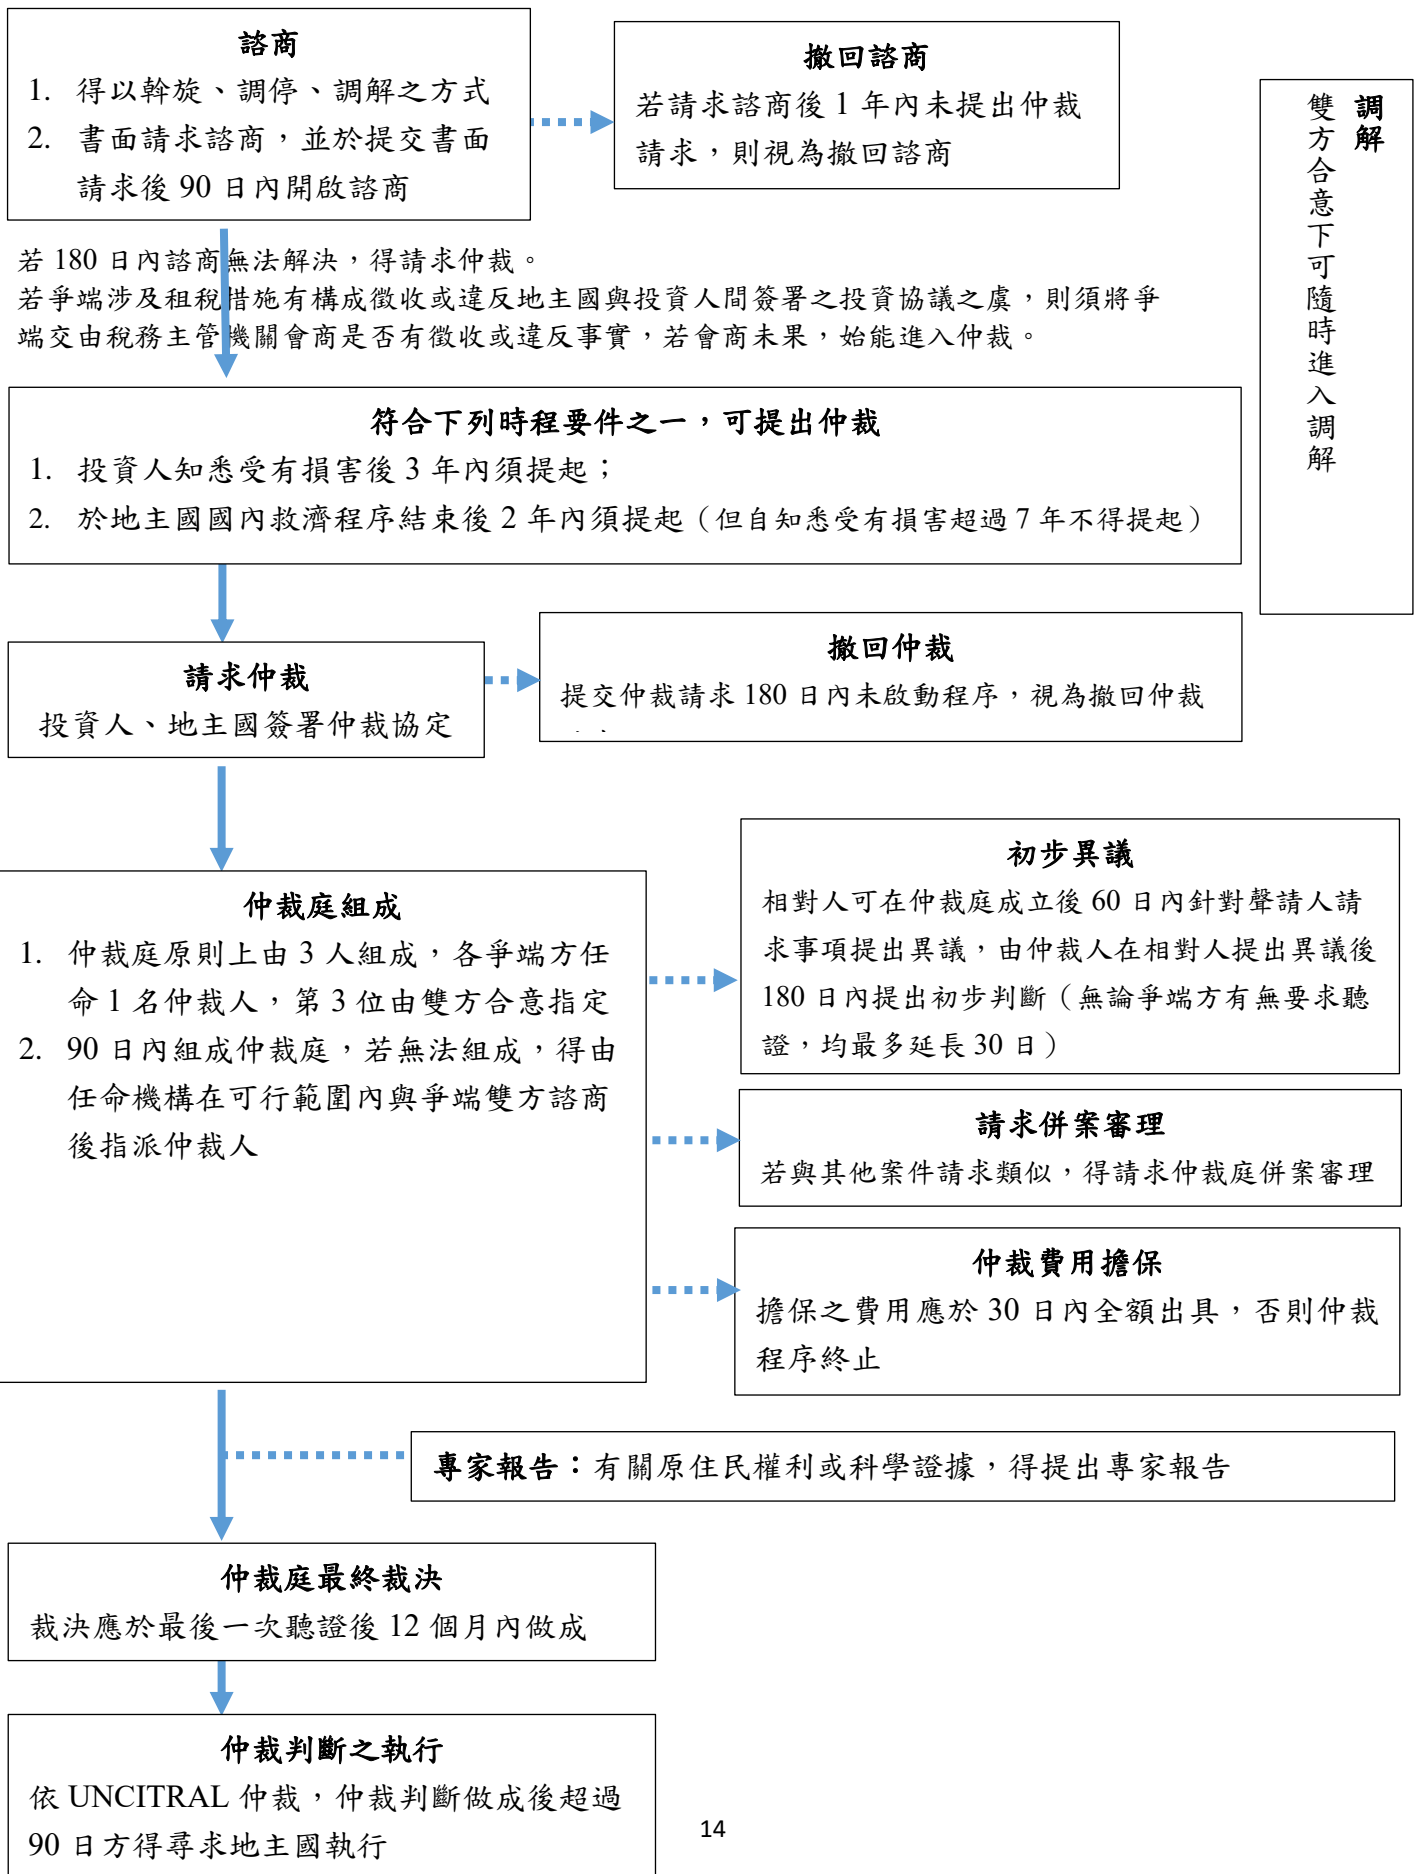 諮商
1. 得以斡旋、調停、調解之方式
2. 書面請求諮商，並於提交書面
請求後 90 日內開啟諮商
撤回諮商
若請求諮商後 1 年內未提出仲裁
請求，則視為撤回諮商
調解
雙方合意下可隨時進入調解
若 180 日內諮商無法解決，得請求仲裁。
若爭端涉及租稅措施有構成徵收或違反地主國與投資人間簽署之投資協議之虞，則須將爭
端交由稅務主管機關會商是否有徵收或違反事實，若會商未果，始能進入仲裁。
符合下列時程要件之一，可提出仲裁
1. 投資人知悉受有損害後 3 年內須提起；
2. 於地主國國內救濟程序結束後 2 年內須提起（但自知悉受有損害超過 7 年不得提起）
請求仲裁
投資人、地主國簽署仲裁協定
撤回仲裁
提交仲裁請求 180 日內未啟動程序，視為撤回仲裁
仲裁庭組成
1. 仲裁庭原則上由 3 人組成，各爭端方任
命 1 名仲裁人，第 3 位由雙方合意指定
2. 90 日內組成仲裁庭，若無法組成，得由
任命機構在可行範圍內與爭端雙方諮商
後指派仲裁人
初步異議
相對人可在仲裁庭成立後 60 日內針對聲請人請
求事項提出異議，由仲裁人在相對人提出異議後
180 日內提出初步判斷（無論爭端方有無要求聽
證，均最多延長 30 日）
請求併案審理
若與其他案件請求類似，得請求仲裁庭併案審理
仲裁費用擔保
擔保之費用應於 30 日內全額出具，否則仲裁
程序終止
專家報告：有關原住民權利或科學證據，得提出專家報告
仲裁庭最終裁決
裁決應於最後一次聽證後 12 個月內做成
仲裁判斷之執行
依 UNCITRAL 仲裁，仲裁判斷做成後超過
90 日方得尋求地主國執行
14